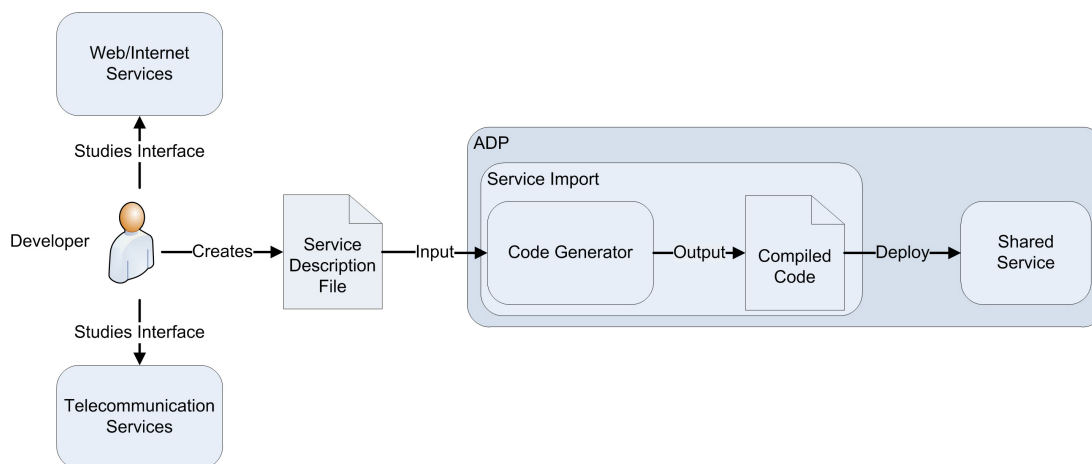 Web/Internet
Services
Studies Interface
ADP
Service Import
Developer
Creates
Service
Description
File
Input
Code Generator
Output
Compiled
Code
Deploy
Shared
Service
Studies Interface
Telecommunication
Services